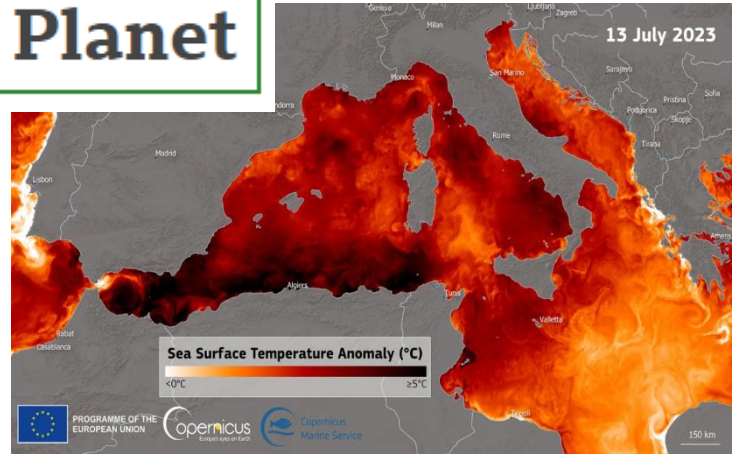 Planet
13 July 2023
Geneva
Milan
Ljubljana
Zagreb
Monaco
San Marino
Sarajevo
Andorra
Podgorica
Pristina
Sofia
Skopje
Rome
Tirana
Madrid
Lisbon
Athens
Algiers
Tunis
Valletta
Rabat
Casablanca
Tripoli
Sea Surface Temperature Anomaly (°C)
<0°C
≥5°C
PROGRAMME OF THE
EUROPEAN UNION
Copernicus
Europe's eyes on Earth
Copernicus
Marine Service
150 km